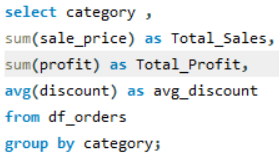 select category ,
sum(sale_price) as Total_Sales,
sum(profit) as Total_Profit,
avg(discount) as avg_discount
from df_orders
group by category;